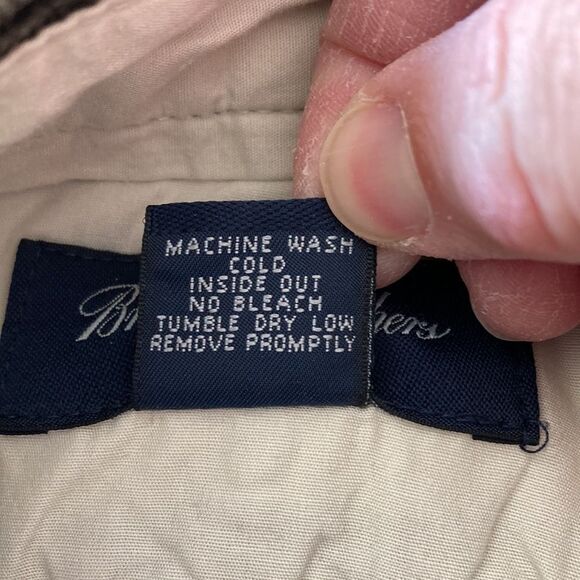 MACHINE WASH
COLD
INSIDE OUT
NO BLEACH
TUMBLE DRY LOW
REMOVE PROMPTLY